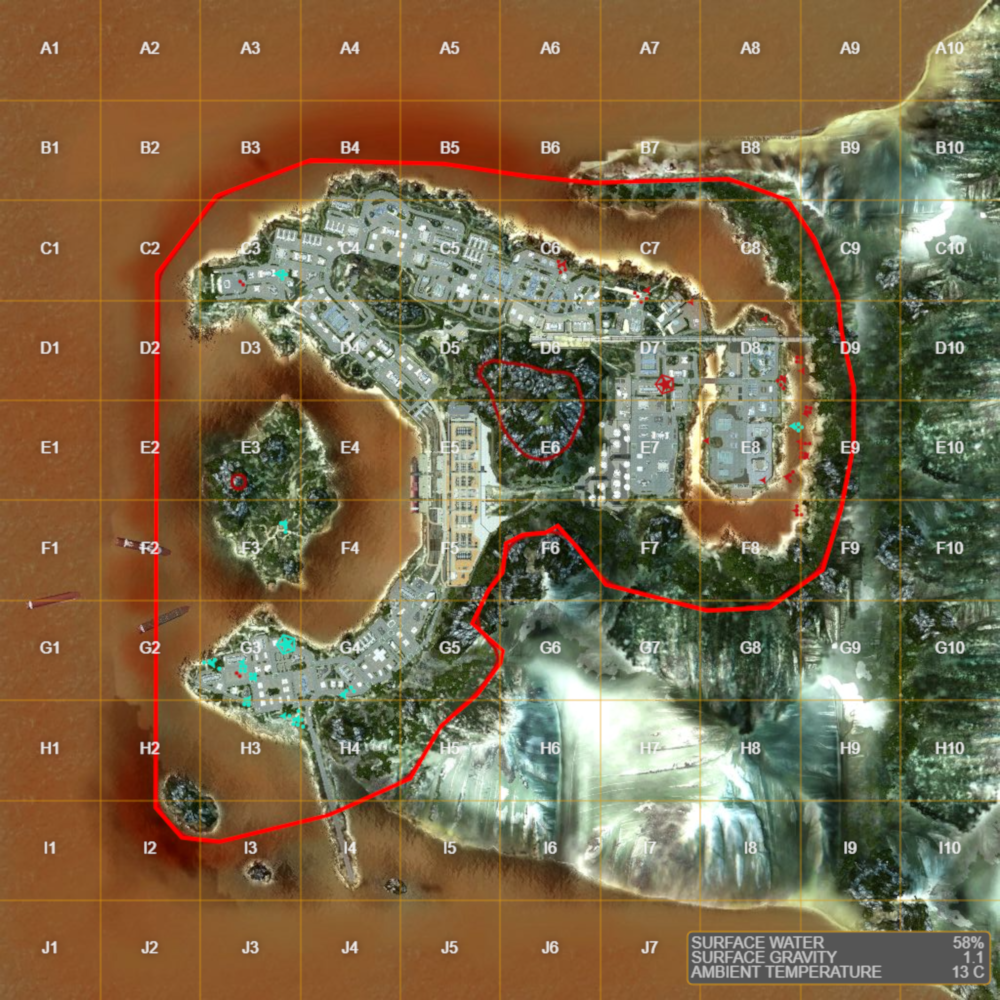 A1 A2 A3 A4 A5 A6 A7 A8 A9 A10
B1 B2 B3 B4 B5 B6 B7 B8 B9 B10
C1 C2 C3 C4 C5 C6 C7 C8 C9 C10
D1 D2 D3 D4 D5 D6 D7 D8 D9 D10
E1 E2 E3 E4 E5 E6 E7 E8 E9 E10
F1 F2 F3 F4 F5 F6 F7 F8 F9 F10
G1 G2 G3 G4 G5 G6 G7 G8 G9 G10
H1 H2 H3 H4 H5 H6 H7 H8 H9 H10
I1 I2 I3 I4 I5 I6 I7 I8 I9 I10
J1 J2 J3 J4 J5 J6 J7
SURFACE WATER 58%
SURFACE GRAVITY 1.1
AMBIENT TEMPERATURE 13 C